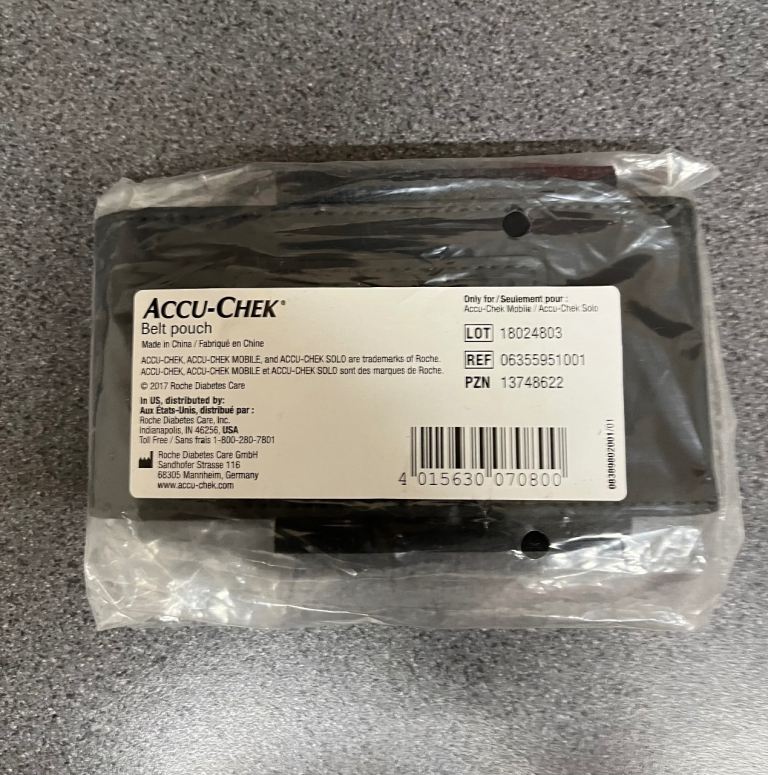 ACCU-CHEK®
Belt pouch
Made in China / Fabriqué en Chine
ACCU-CHEK, ACCU-CHEK MOBILE, and ACCU-CHEK SOLO are trademarks of Roche.
ACCU-CHEK, ACCU-CHEK MOBILE et ACCU-CHEK SOLO sont des marques de Roche.
© 2017 Roche Diabetes Care
In US, distributed by:
Aux États-Unis, distribué par :
Roche Diabetes Care, Inc.
Indianapolis, IN 46256, USA
Toll Free / Sans frais 1-800-280-7801
Roche Diabetes Care GmbH
Sandhofer Strasse 116
68305 Mannheim, Germany
www.accu-chek.com
Only for / Seulement pour :
Accu-Chek Mobile / Accu-Chek Solo
LOT 18024803
REF 06355951001
PZN 13748622
4 015630 070800